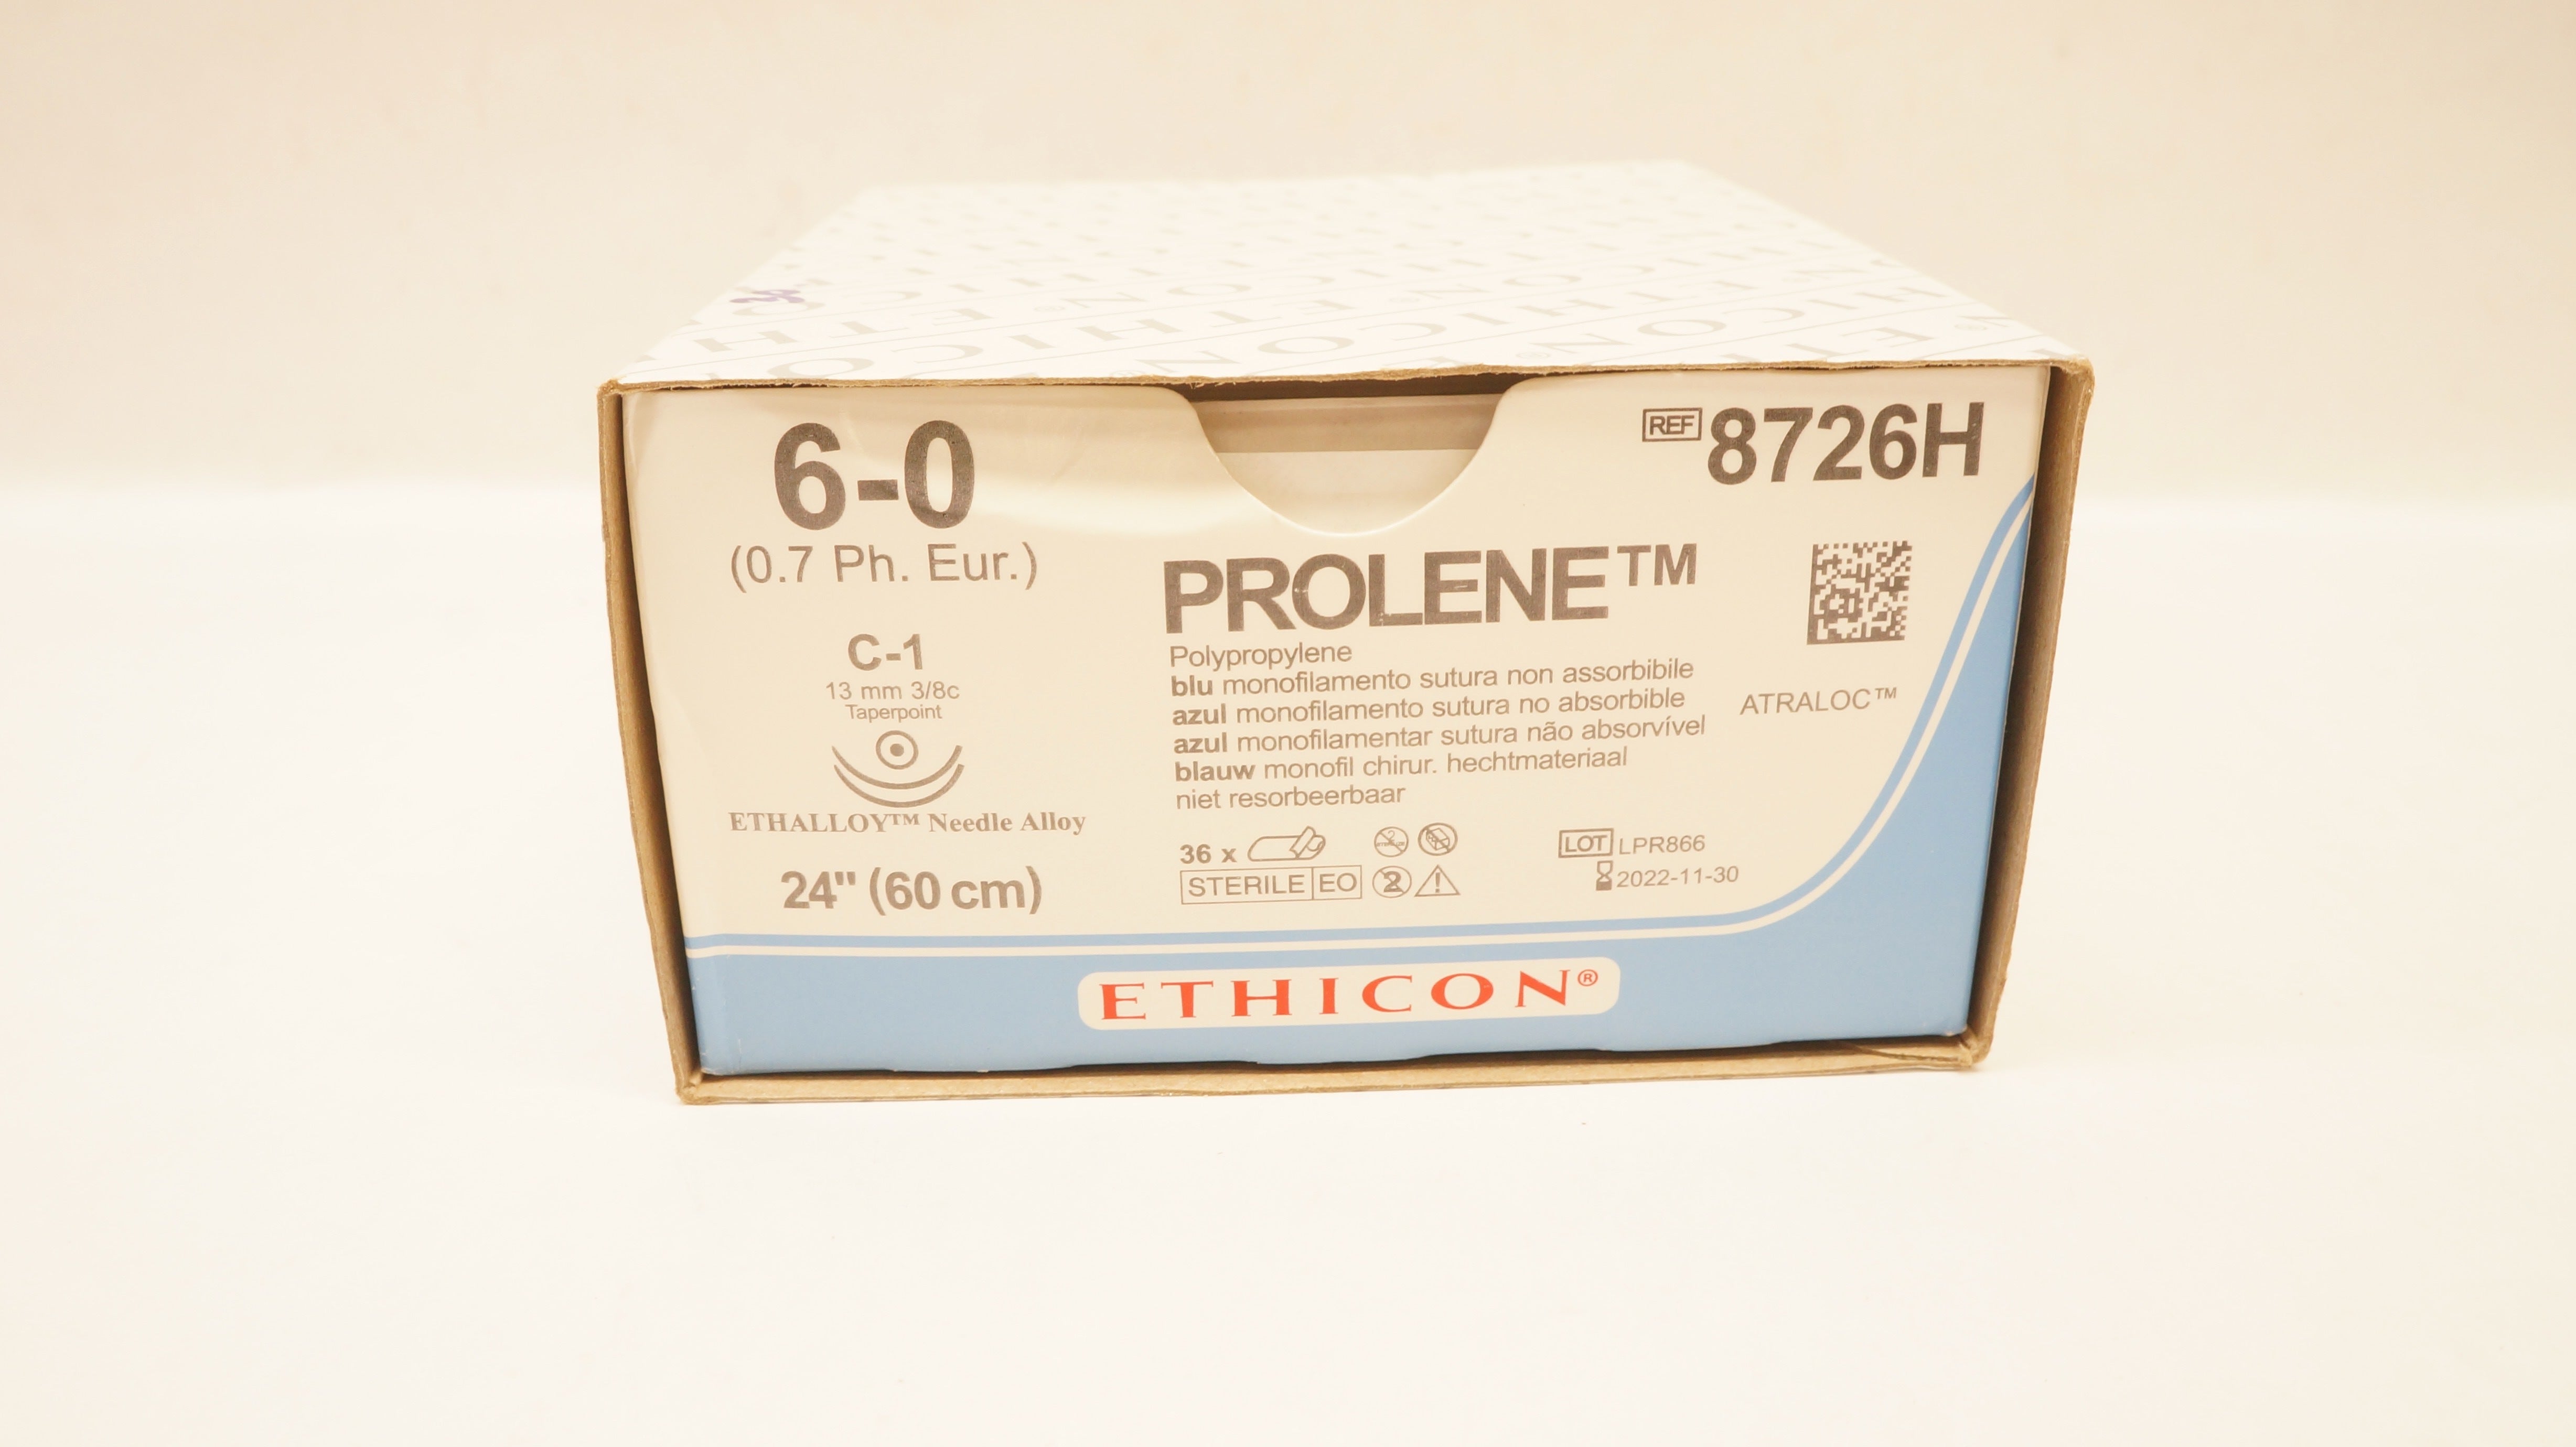 6-0
(0.7 Ph. Eur.)
C-1
13 mm 3/8c
Taperpoint
ETHALLOY™ Needle Alloy
24" (60 cm)
REF 8726H
PROLENE™
Polypropylene
blu monofilamento sutura non assorbibile
azul monofilamento sutura no absorbible
azul monofilamentar sutura não absorvível
blauw monofil chirur. hechtmateriaal
niet resorbeerbaar
ATRALOC™
36 x
STERILE EO
2
LOT LPR866
2022-11-30
ETHICON®
ETHICON®